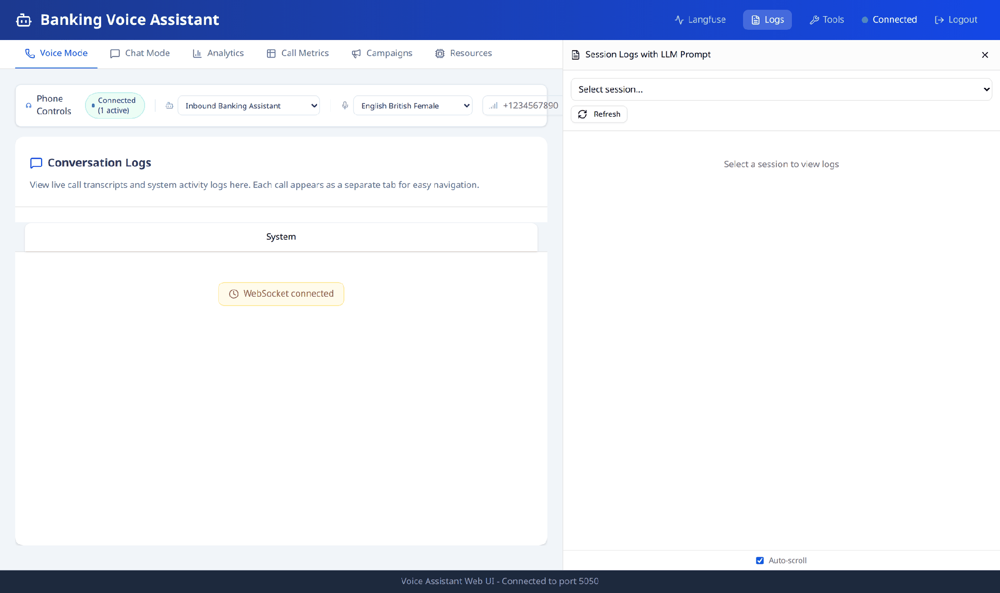 Banking Voice Assistant
Langfuse
Logs
Tools
Connected
Logout
Voice Mode
Chat Mode
Analytics
Call Metrics
Campaigns
Resources
Session Logs with LLM Prompt
Phone
Controls
Connected
(1 active)
Inbound Banking Assistant
English British Female
+1234567890
Select session...
Refresh
Conversation Logs
View live call transcripts and system activity logs here. Each call appears as a separate tab for easy navigation.
Select a session to view logs
System
WebSocket connected
Auto-scroll
Voice Assistant Web UI - Connected to port 5050